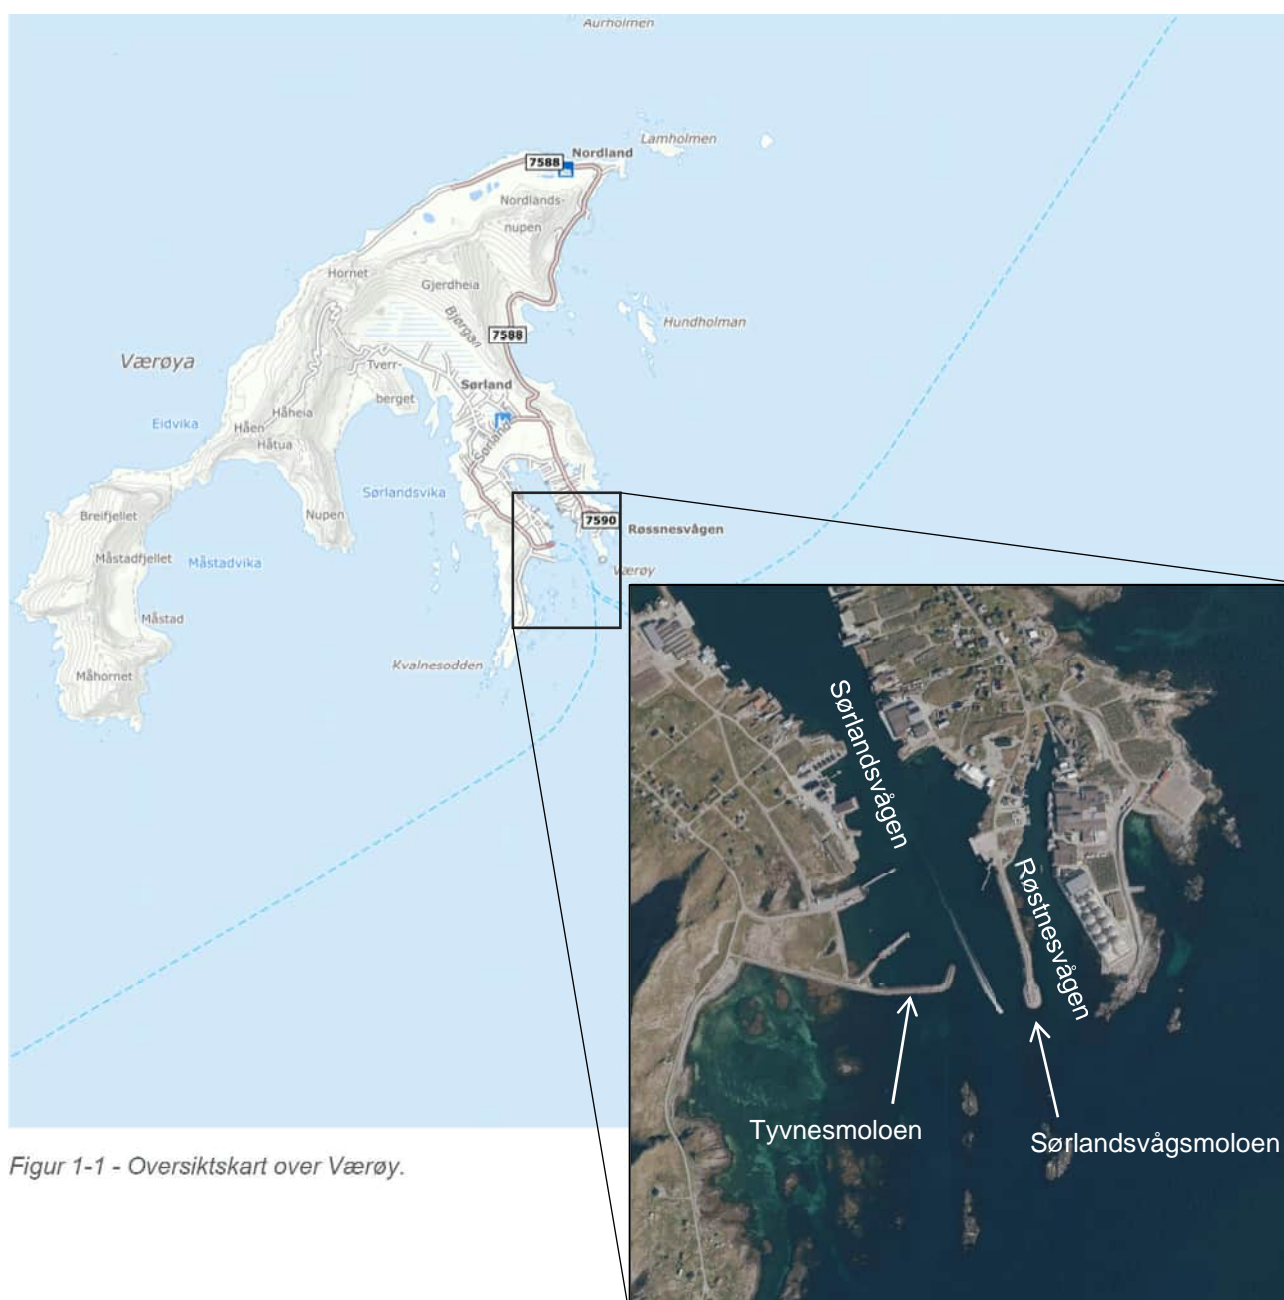 Aurholmen
Lamholmen
Nordland
7588
Nordlands-
nupen
Hornet
Gjerdheia
Bjørgan
Hundholman
7588
Værøya
Tverr-
berget
Sørland
Håheia
Eidvika
Håen
Håtua
Sørland
Sørlandsvika
Nupen
Breifjellet
7590
Røssnesvågen
Måstadfjellet
Måstadvika
Værøy
Måstad
Kvalnesodden
Måhornet
Sørlandsvågen
Røstnesvågen
Tyvnesmoloen
Sørlandsvågsmoloen
Figur 1-1 - Oversiktskart over Værøy.